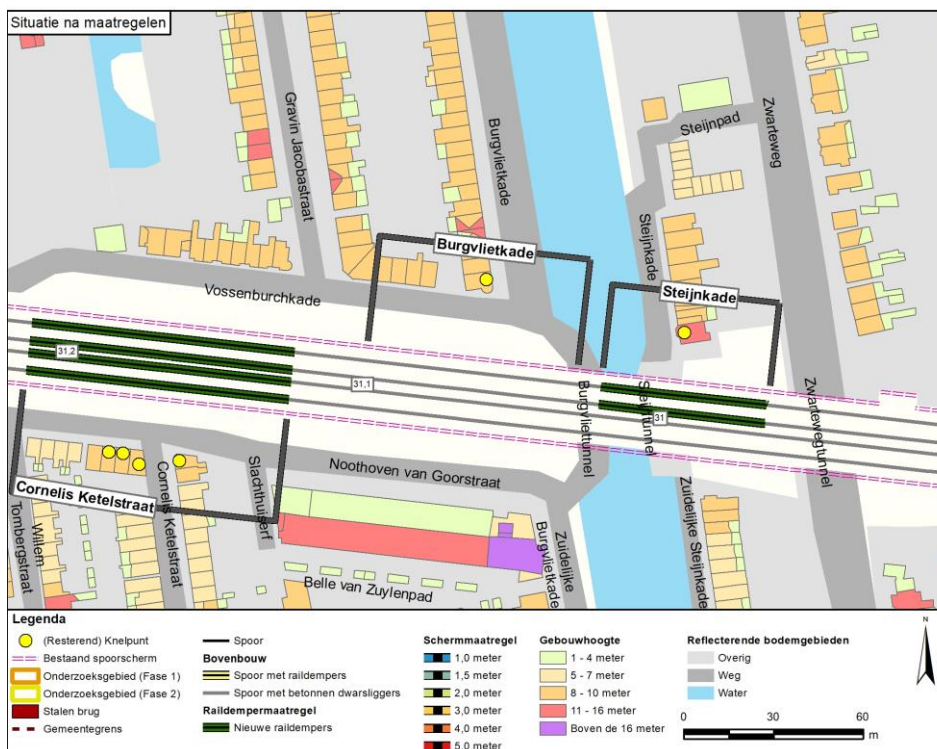 Situatie na maatregelen
Gravin Jacobastraat
Burgvlietkade
Steijnpad
Zwarteweg
Steijnkade
Burgvlietkade
Steijnkade
Vossenburchkade
31,2
31,1
31
Burgvliettunnel
Steijntunnel
Zwartewegtunnel
Noothoven van Goorstraat
Cornelis Ketelstraat
Slachthuiserf
Cornelis Ketelstraat
Willem
Tombergstraat
Belle van Zuylenpad
Zuidelijke
Burgvlietkade
Zuidelijke Steijnkade
Legenda
(Resterend) Knelpunt
Bestaand spoorscherm
Onderzoeksgebied (Fase 1)
Onderzoeksgebied (Fase 2)
Stalen brug
Gemeentegrens
Spoor
Bovenbouw
Spoor met raildempers
Spoor met betonnen dwarsliggers
Raildempermaatregel
Nieuwe raildempers
Schermmaatregel
1,0 meter
1,5 meter
2,0 meter
3,0 meter
4,0 meter
5,0 meter
Gebouwhoogte
1 - 4 meter
5 - 7 meter
8 - 10 meter
11 - 16 meter
Boven de 16 meter
Reflecterende bodemgebieden
Overig
Weg
Water
N
0 30 60
m